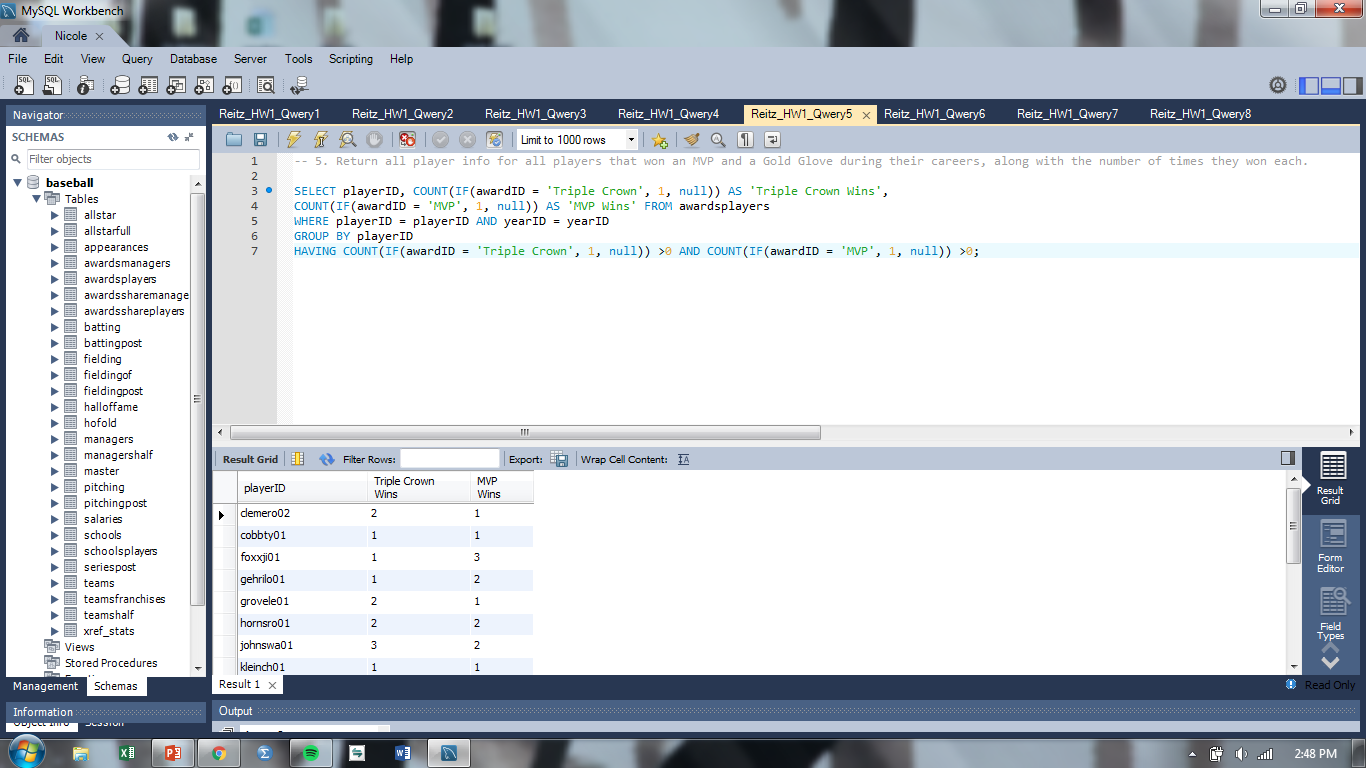 MySQL Workbench
Nicole
File Edit View Query Database Server Tools Scripting Help
Navigator
SCHEMAS
Filter objects
baseball
Tables
allstar
allstarfull
appearances
awardsmanagers
awardsplayers
awardssharemanage
awardsshareplayers
batting
battingpost
fielding
fieldingof
fieldingpost
halloffame
hofold
managers
managershalf
master
pitching
pitchingpost
salaries
schools
schoolsplayers
seriespost
teams
teamsfranchises
teamshalf
xref_stats
Views
Stored Procedures
Management Schemas
Information
Object Info Session
Reitz_HW1_Qwery1 Reitz_HW1_Qwery2 Reitz_HW1_Qwery3 Reitz_HW1_Qwery4 Reitz_HW1_Qwery5 Reitz_HW1_Qwery6 Reitz_HW1_Qwery7 Reitz_HW1_Qwery8
Limit to 1000 rows
1 -- 5. Return all player info for all players that won an MVP and a Gold Glove during their careers, along with the number of times they won each.
2
3 SELECT playerID, COUNT(IF(awardID = 'Triple Crown', 1, null)) AS 'Triple Crown Wins',
4 COUNT(IF(awardID = 'MVP', 1, null)) AS 'MVP Wins' FROM awardsplayers
5 WHERE playerID = playerID AND yearID = yearID
6 GROUP BY playerID
7 HAVING COUNT(IF(awardID = 'Triple Crown', 1, null)) >0 AND COUNT(IF(awardID = 'MVP', 1, null)) >0;
Result Grid Filter Rows: Export: Wrap Cell Content:
playerID Triple Crown Wins MVP Wins
clemero02 2 1
cobbty01 1 1
foxxji01 1 3
gehrilo01 1 2
grovele01 2 1
hornsro01 2 2
johnswa01 3 2
kleinch01 1 1
Result Grid
Form Editor
Field Types
Result 1
Read Only
Output
2:48 PM